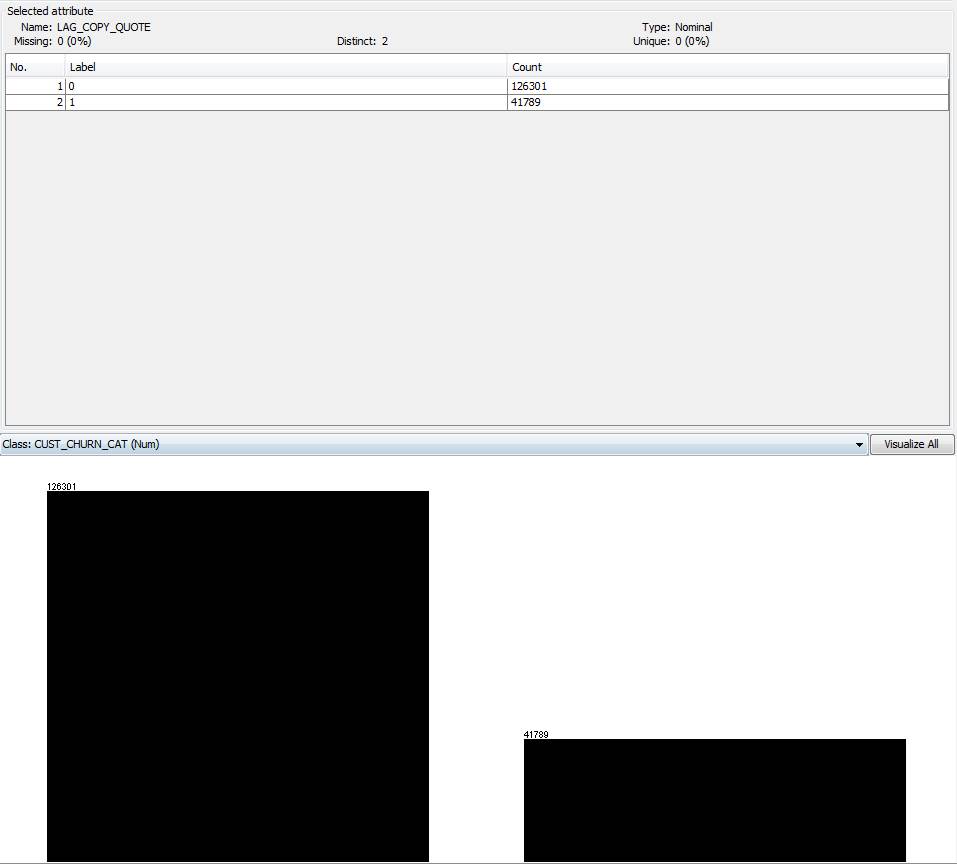 Selected attribute
Name: LAG_COPY_QUOTE Type: Nominal
Missing: 0 (0%) Distinct: 2 Unique: 0 (0%)
No. Label Count
1 0 126301
2 1 41789
Class: CUST_CHURN_CAT (Num) Visualize All
126301
41789